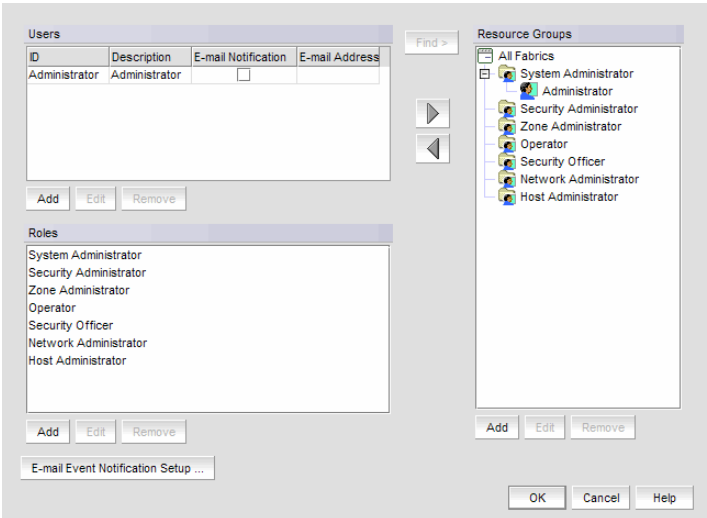 Users
ID Description E-mail Notification E-mail Address
Administrator Administrator
Add Edit Remove
Roles
System Administrator
Security Administrator
Zone Administrator
Operator
Security Officer
Network Administrator
Host Administrator
Add Edit Remove
E-mail Event Notification Setup ...
Find >
Resource Groups
All Fabrics
System Administrator
Administrator
Security Administrator
Zone Administrator
Operator
Security Officer
Network Administrator
Host Administrator
Add Edit Remove
OK Cancel Help